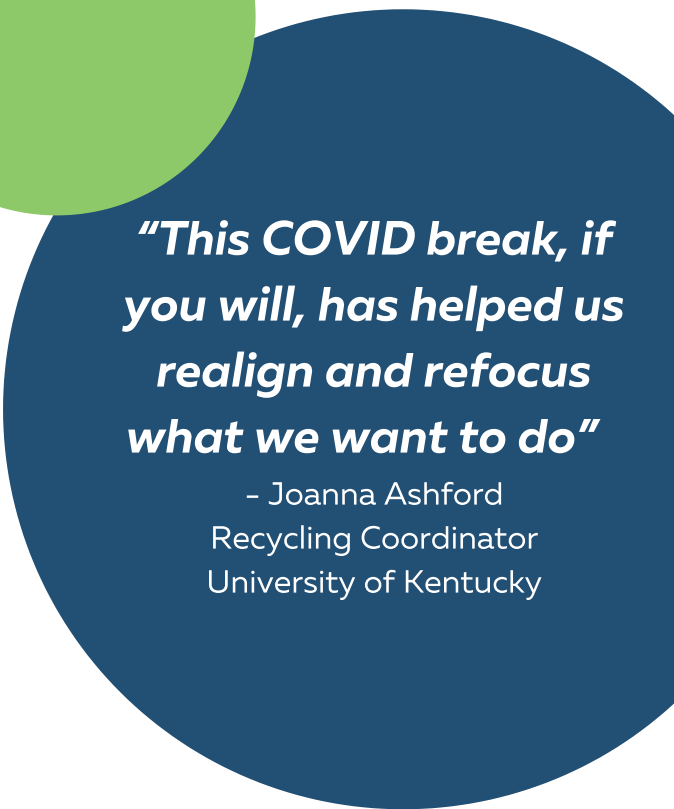 “This COVID break, if
you will, has helped us
realign and refocus
what we want to do”
- Joanna Ashford
Recycling Coordinator
University of Kentucky